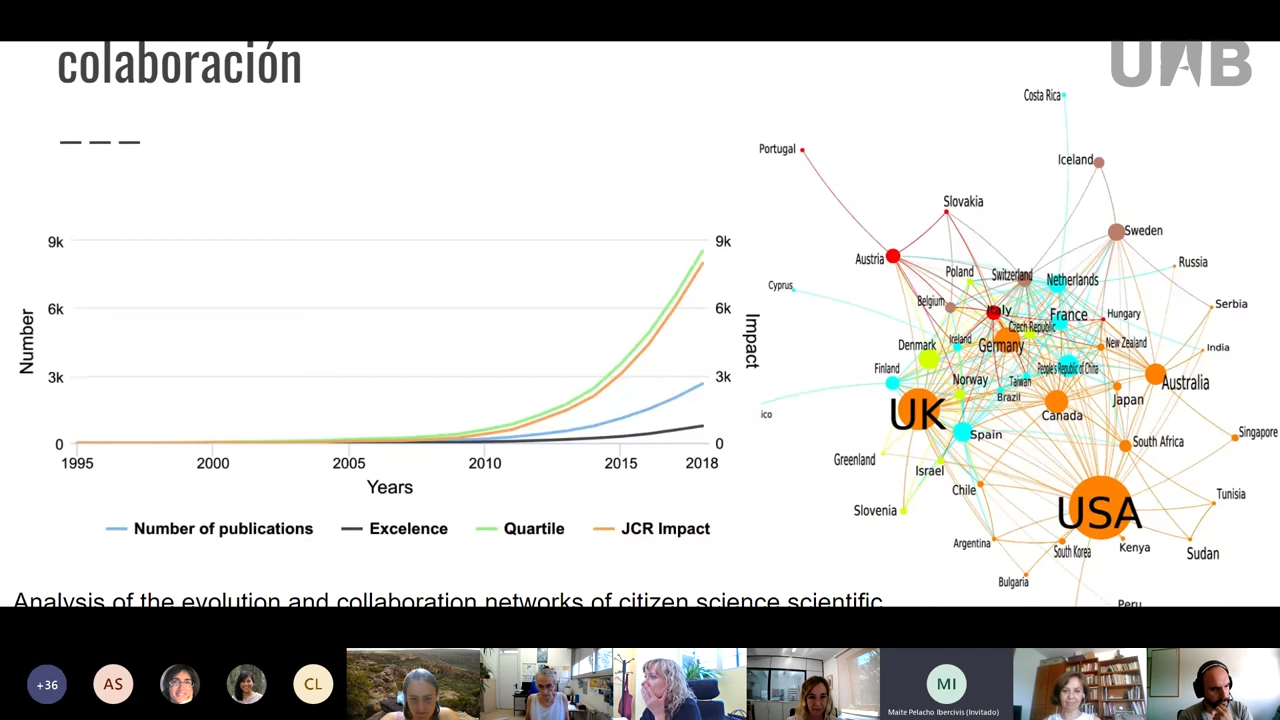 colaboración
UAB
9k
6k
3k
0
Number
9k
6k
3k
0
Impact
1995
2000
2005
2010
2015
2018
Years
Number of publications
Excelence
Quartile
JCR Impact
Costa Rica
Portugal
Iceland
Slovakia
Sweden
Austria
Russia
Poland
Switzerland
Netherlands
Cyprus
Belgium
Serbia
Italy
France
Hungary
Czech Republic
Ireland
Germany
New Zealand
India
Denmark
Finland
People's Republic of China
Norway
Taiwan
Australia
Brazil
Japan
ico
UK
Canada
Spain
South Africa
Singapore
Greenland
Israel
Chile
Tunisia
Slovenia
USA
Argentina
South Korea
Kenya
Sudan
Bulgaria
Peru
Analysis of the evolution and collaboration networks of citizen science scientific
+36
AS
CL
MI
Maite Pelacho Ibercivis (Invitado)